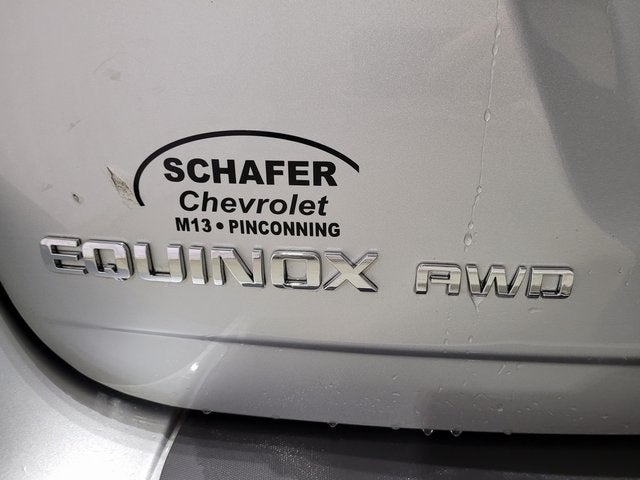 SCHAFER
Chevrolet
M13 • PINCONNING
EQUINOX AWD